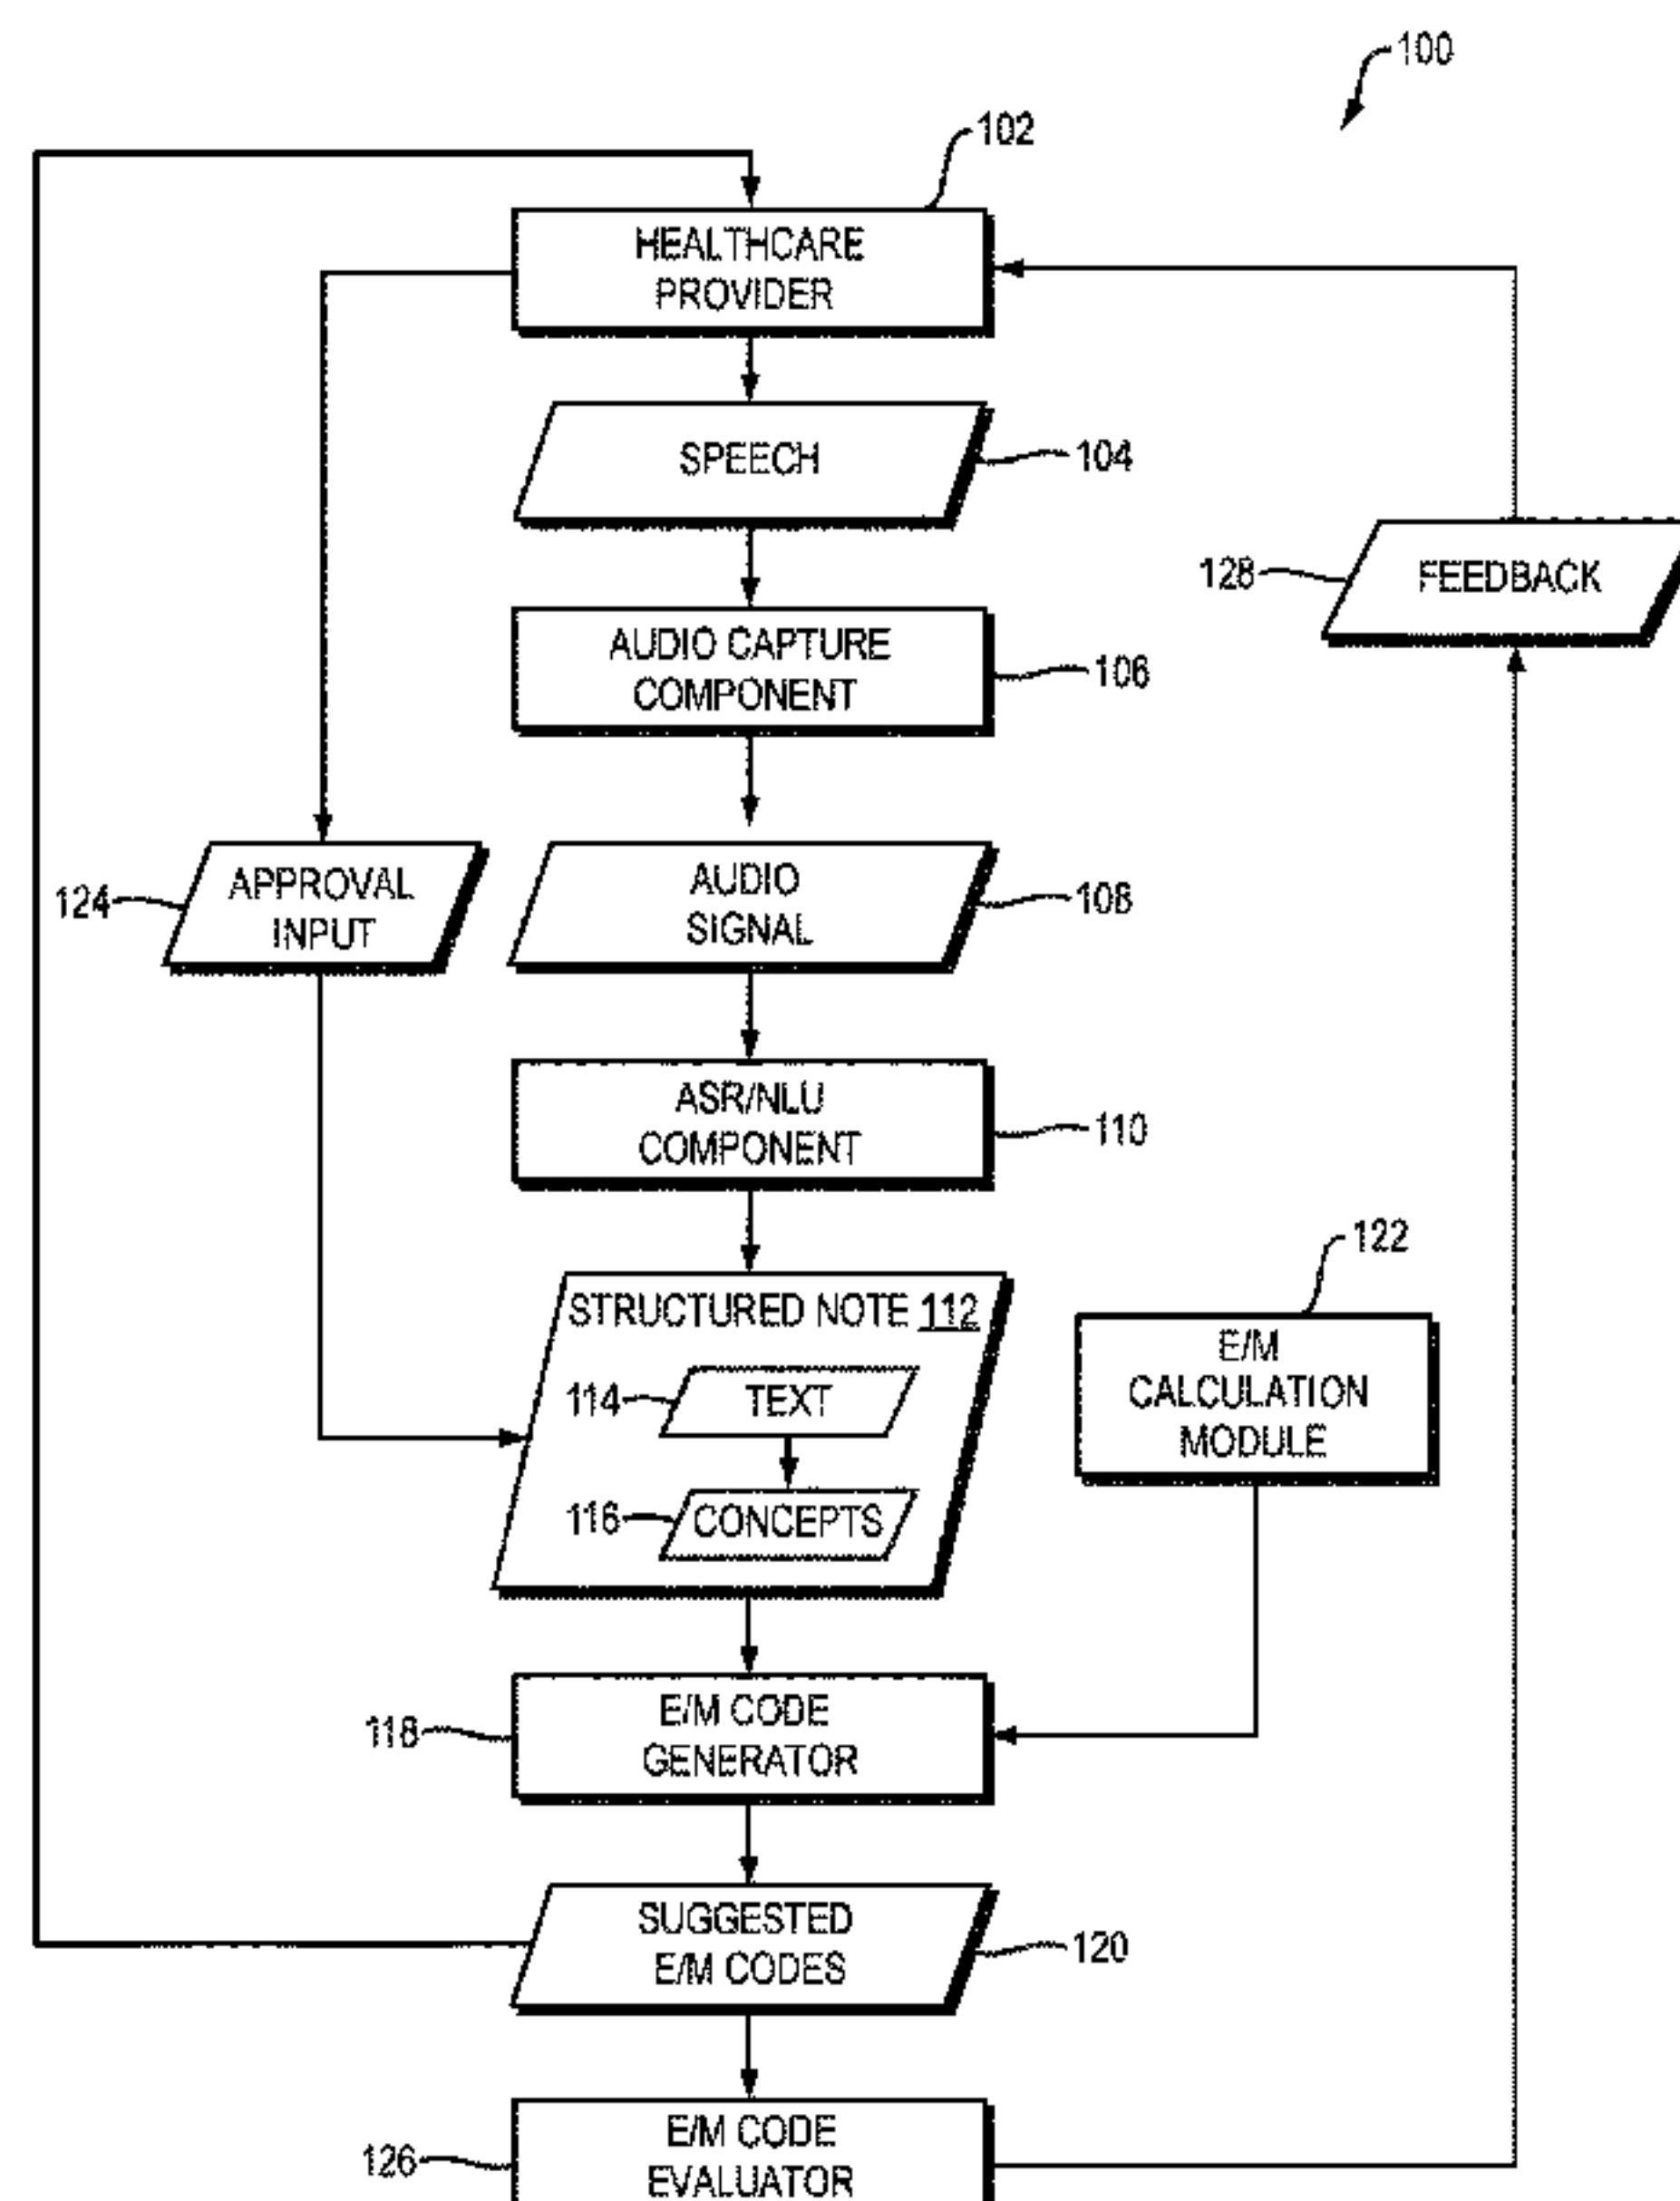 100
102
HEALTHCARE
PROVIDER
SPEECH
104
128
FEEDBACK
AUDIO CAPTURE
COMPONENT
106
124
APPROVAL
INPUT
AUDIO
SIGNAL
108
ASR/NLU
COMPONENT
110
122
STRUCTURED NOTE 112
114
TEXT
116
CONCEPTS
E/M
CALCULATION
MODULE
118
E/M CODE
GENERATOR
SUGGESTED
E/M CODES
120
126
E/M CODE
EVALUATOR